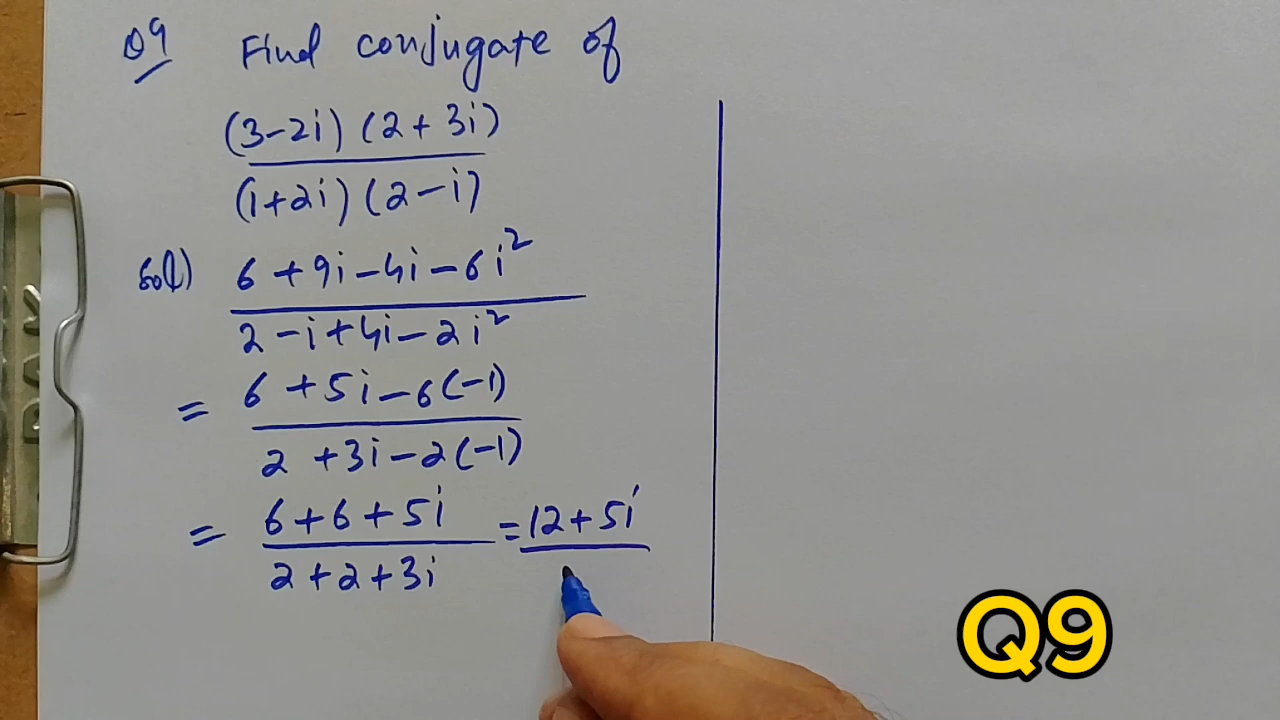 Q9 Find conjugate of
(3-2i) (2+3i)
(1+2i) (2-i)
Sol) 6+9i-4i-6i²
2-i+4i-2i²
= 6+5i-6(-1)
2+3i-2(-1)
= 6+6+5i = 12+5i
2+2+3i
Q9